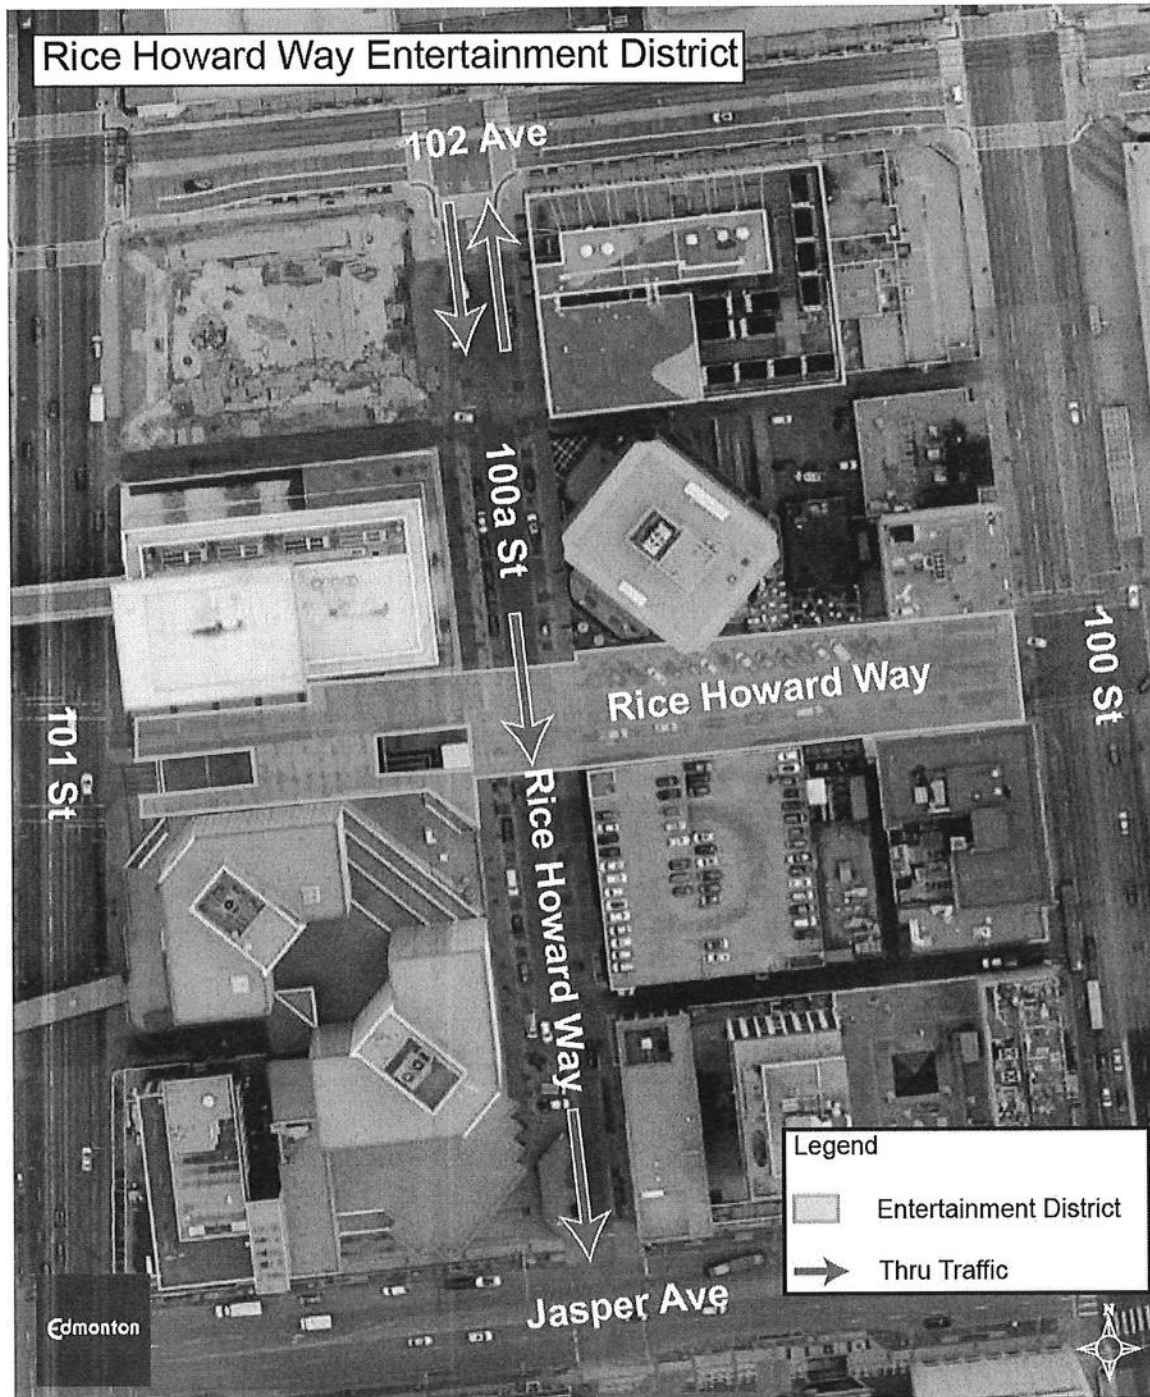 Rice Howard Way Entertainment District
102 Ave
100a St
Rice Howard Way
100 St
101 St
Rice Howard Way
Legend
Entertainment District
Thru Traffic
Jasper Ave
Edmonton
N